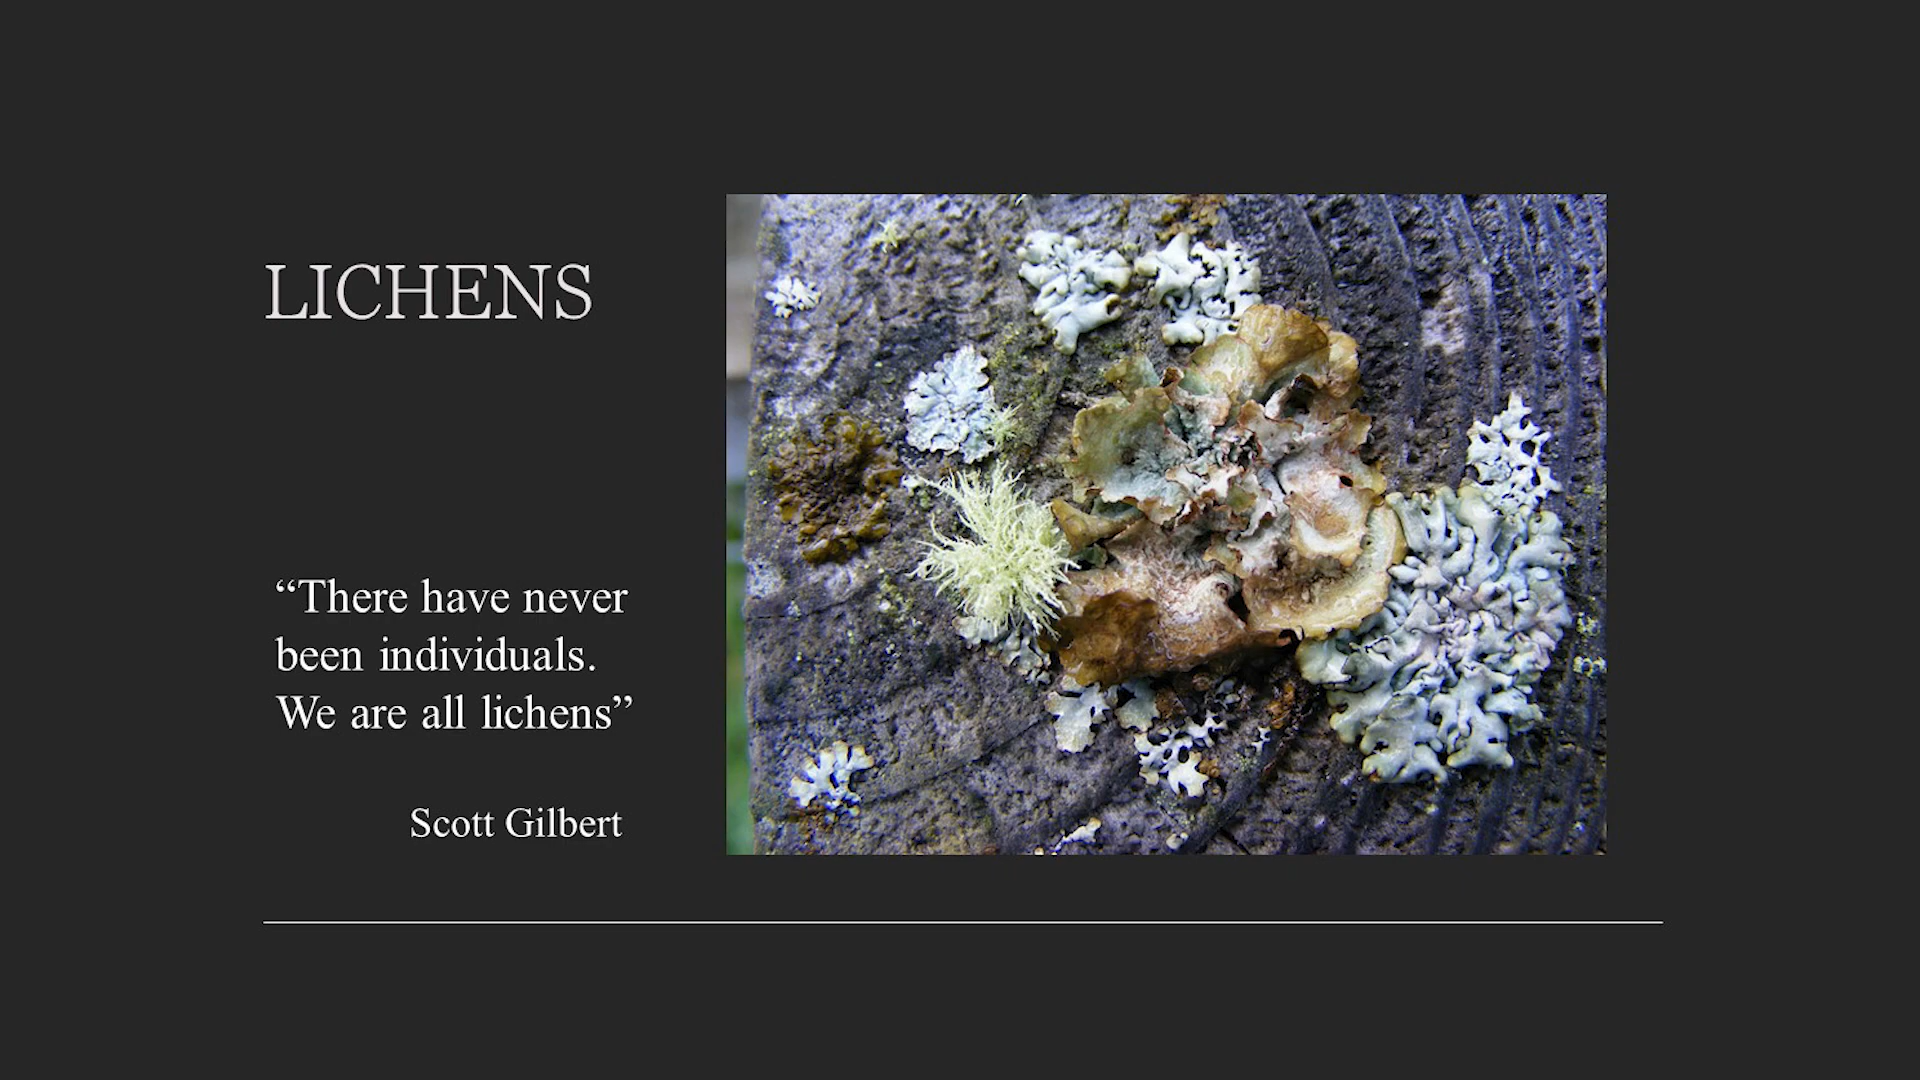 LICHENS
“There have never
been individuals.
We are all lichens”
Scott Gilbert